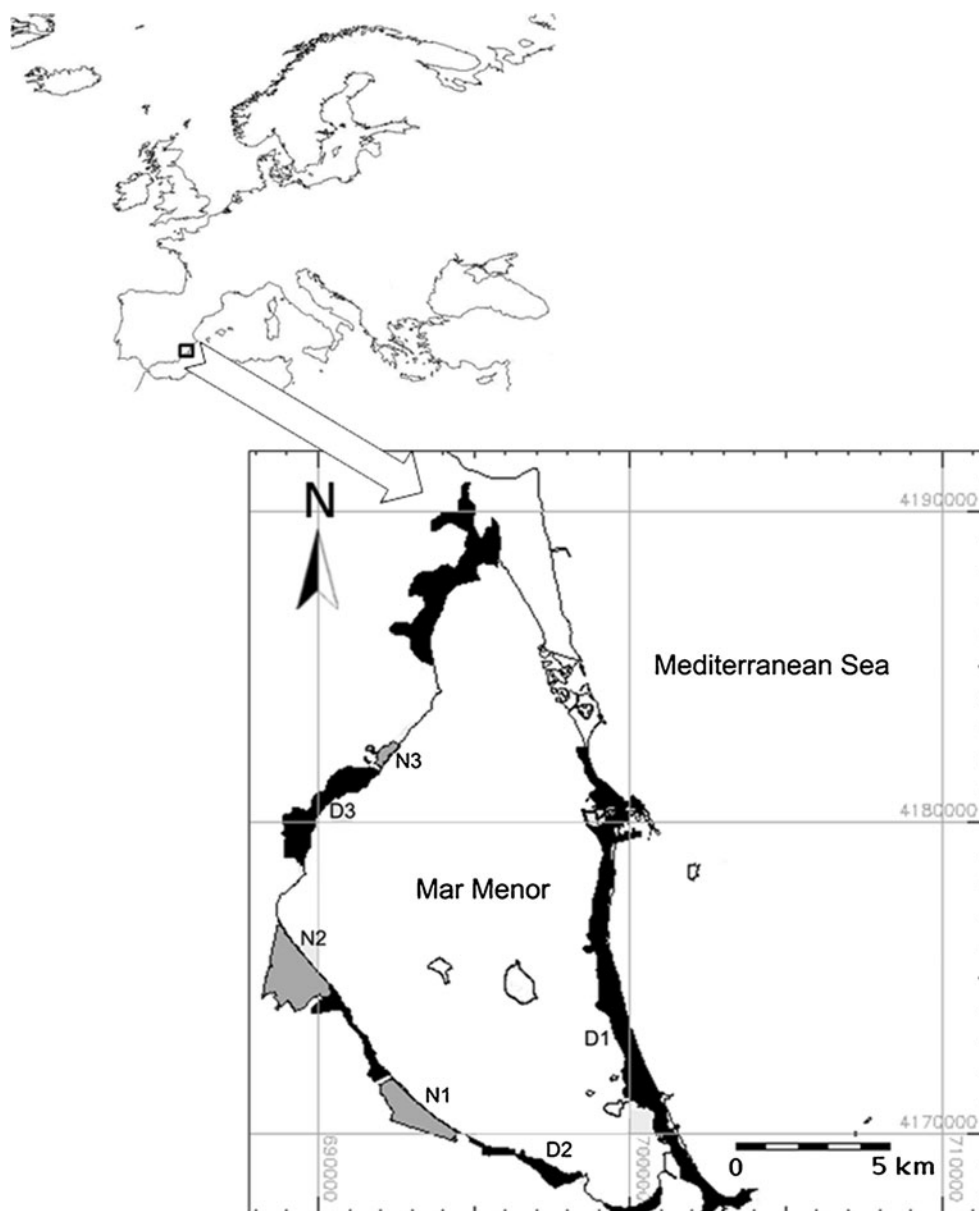 N
4190000
Mediterranean Sea
N3
D3
4180000
Mar Menor
N2
D1
N1
4170000
D2
690000
700000
710000
0 5 km